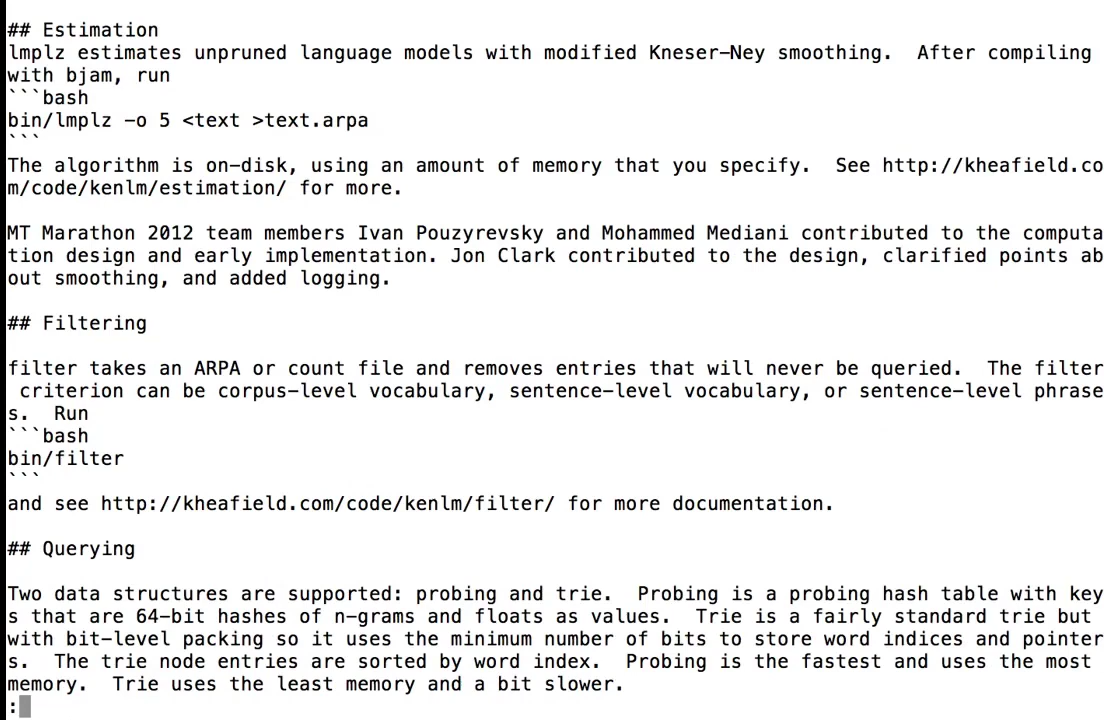 ## Estimation
lmplz estimates unpruned language models with modified Kneser-Ney smoothing.  After compiling
with bjam, run
```bash
bin/lmplz -o 5 <text >text.arpa
```
The algorithm is on-disk, using an amount of memory that you specify.  See http://kheafield.co
m/code/kenlm/estimation/ for more.

MT Marathon 2012 team members Ivan Pouzyrevsky and Mohammed Mediani contributed to the computa
tion design and early implementation. Jon Clark contributed to the design, clarified points ab
out smoothing, and added logging.

## Filtering

filter takes an ARPA or count file and removes entries that will never be queried.  The filter
 criterion can be corpus-level vocabulary, sentence-level vocabulary, or sentence-level phrase
s.  Run
```bash
bin/filter
```
and see http://kheafield.com/code/kenlm/filter/ for more documentation.

## Querying

Two data structures are supported: probing and trie.  Probing is a probing hash table with key
s that are 64-bit hashes of n-grams and floats as values.  Trie is a fairly standard trie but
with bit-level packing so it uses the minimum number of bits to store word indices and pointer
s.  The trie node entries are sorted by word index.  Probing is the fastest and uses the most
memory.  Trie uses the least memory and a bit slower.
: